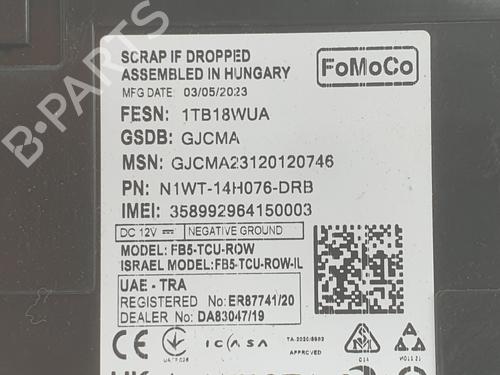 SCRAP IF DROPPED
ASSEMBLED IN HUNGARY
FoMoCo
MFG DATE 03/05/2023
FESN: 1TB18WUA
GSDB: GJCMA
MSN: GJCMA23120120746
PN: N1WT-14H076-DRB
IMEI: 358992964150003
DC 12V NEGATIVE GROUND
MODEL: FB5-TCU-ROW
ISRAEL MODEL:FB5-TCU-ROW-IL
UAE - TRA
REGISTERED No: ER87741/20
DEALER No: DA83047/19
CE
ICASA
APPROVED
B-Parts